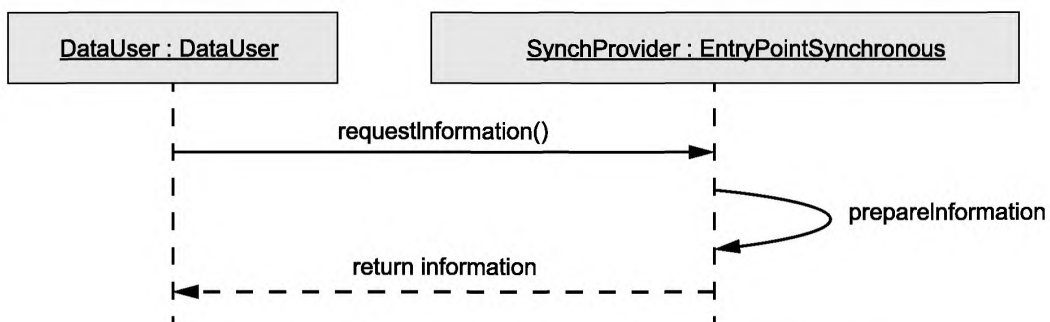 DataUser : DataUser
SynchProvider : EntryPointSynchronous
requestInformation()
prepareInformation
return information